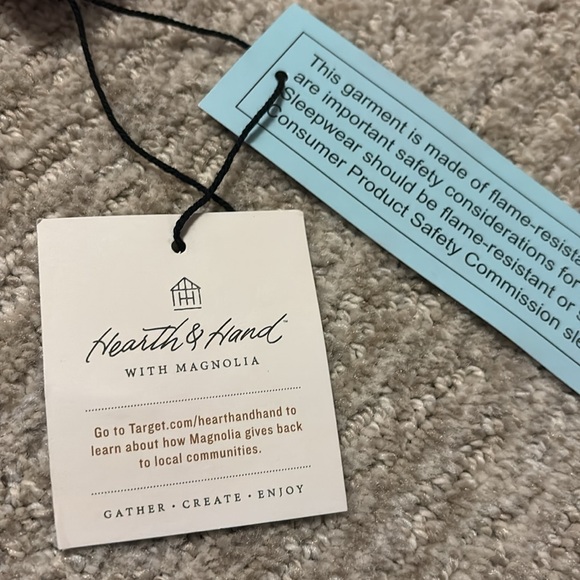 This garment is made of flame-resista
are important safety considerations for
Sleepwear should be flame-resistant or
Consumer Product Safety Commission sle
HH
Hearth & Hand™
WITH MAGNOLIA
Go to Target.com/hearthandhand to
learn about how Magnolia gives back
to local communities.
GATHER • CREATE • ENJOY